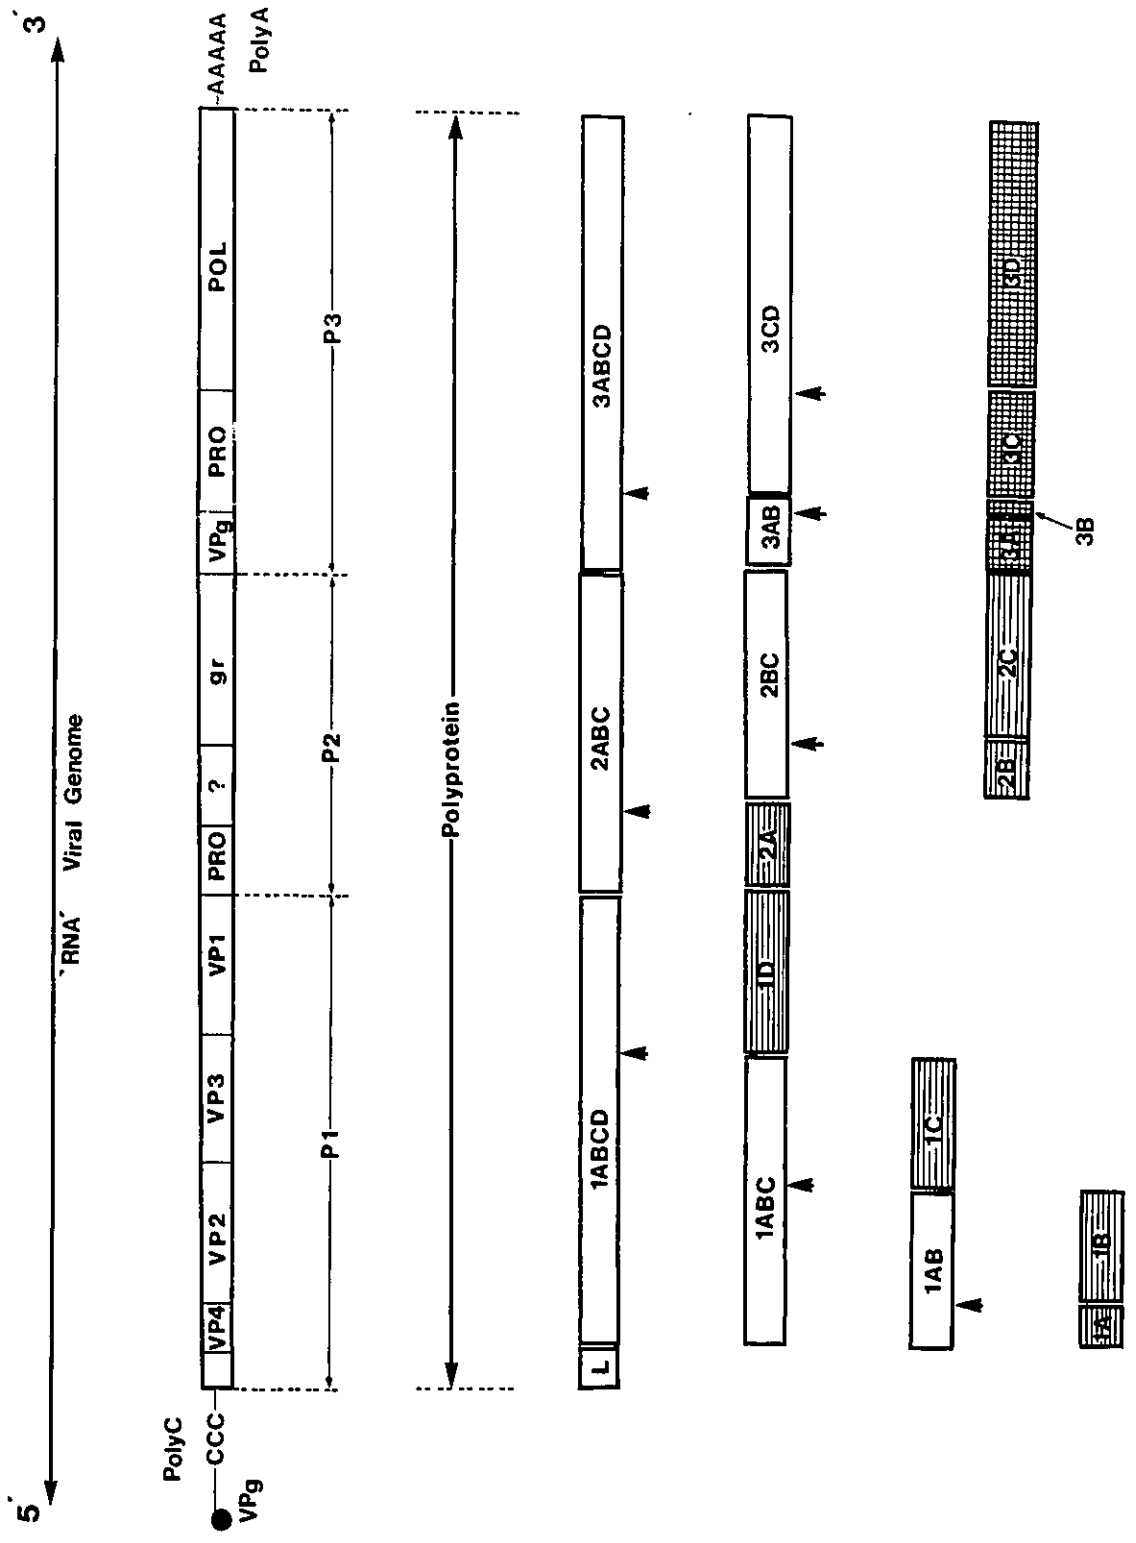 5´ 3´
`RNA´ Viral Genome
PolyC
VPg CCC VP4 VP2 VP3 VP1 PRO ? gr VPg PRO POL -AAAAA
PolyA
P1 P2 P3
Polyprotein
L 1ABCD 2ABC 3ABCD
1ABC 1D 2A 2BC 3AB 3CD
1AB 1C
2B 2C 3A 3C 3D
3B
1A 1B